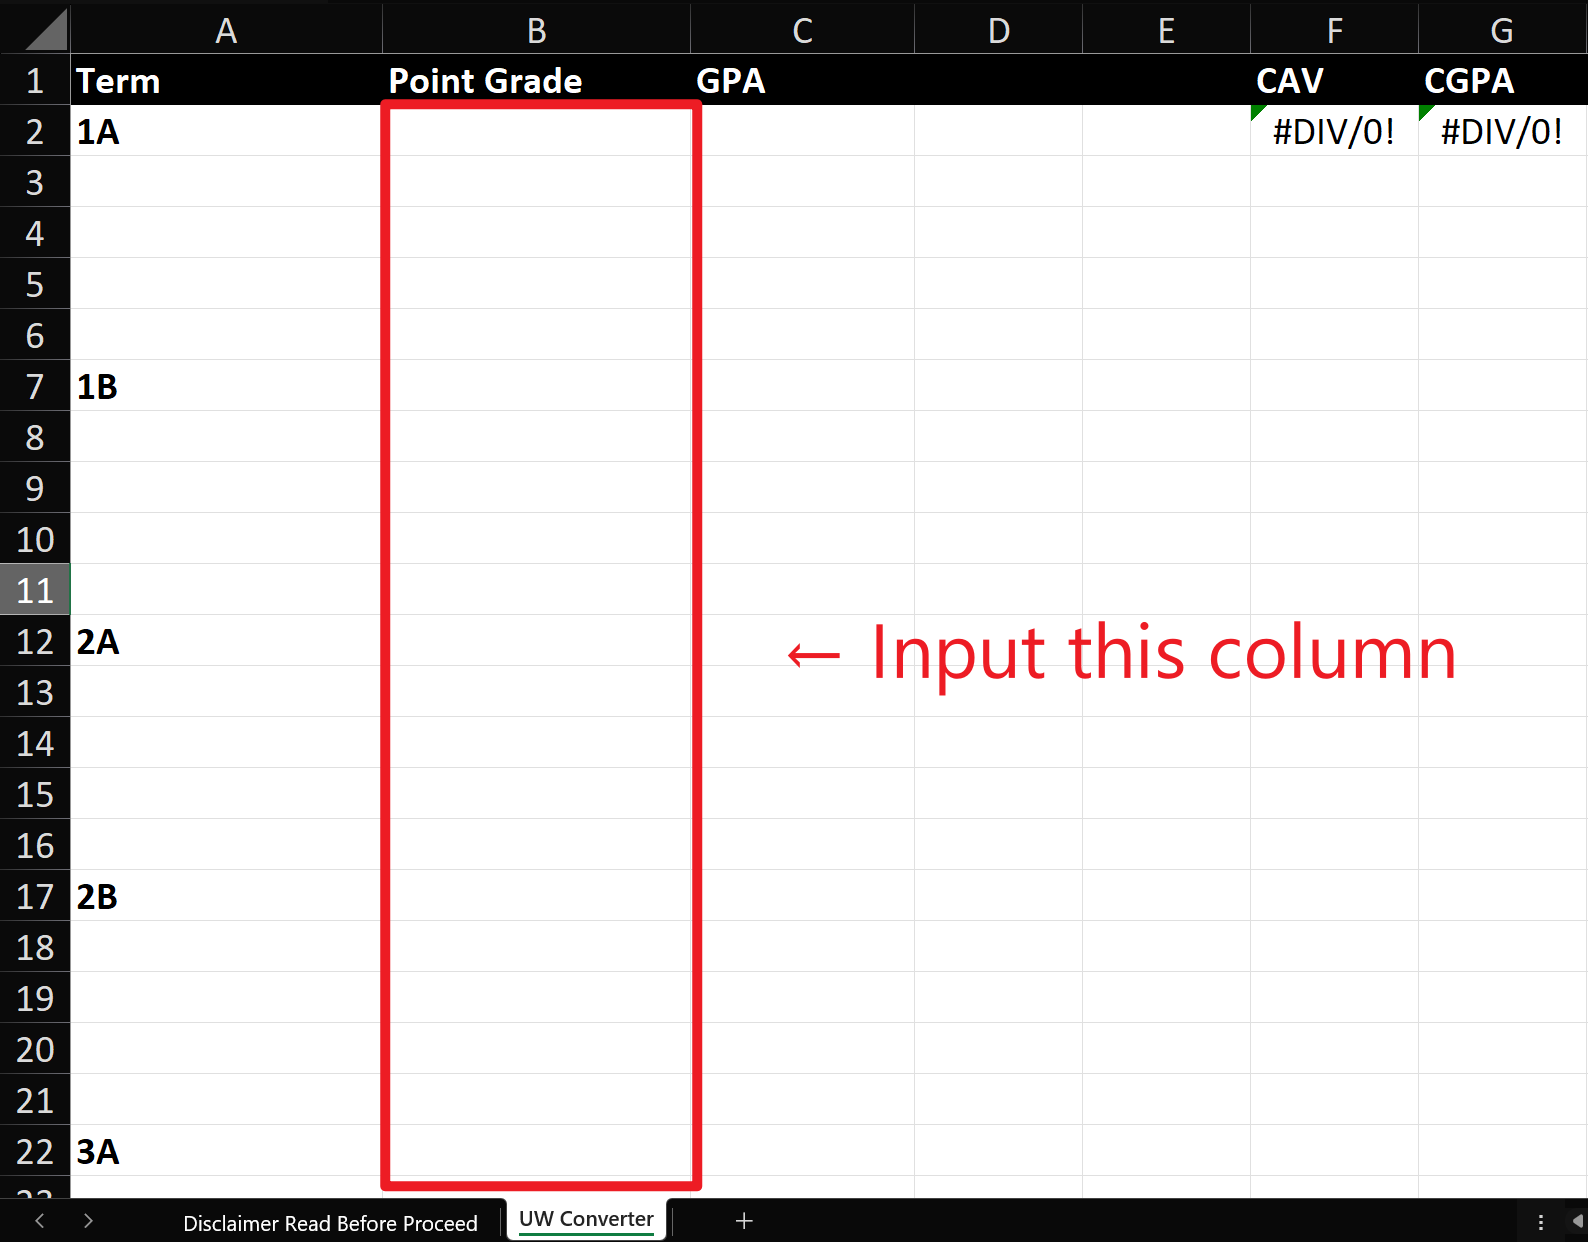 A B C D E F G
1 Term Point Grade GPA CAV CGPA
2 1A #DIV/0! #DIV/0!
3
4
5
6
7 1B
8
9
10
11
12 2A
← Input this column
13
14
15
16
17 2B
18
19
20
21
22 3A
Disclaimer Read Before Proceed UW Converter +